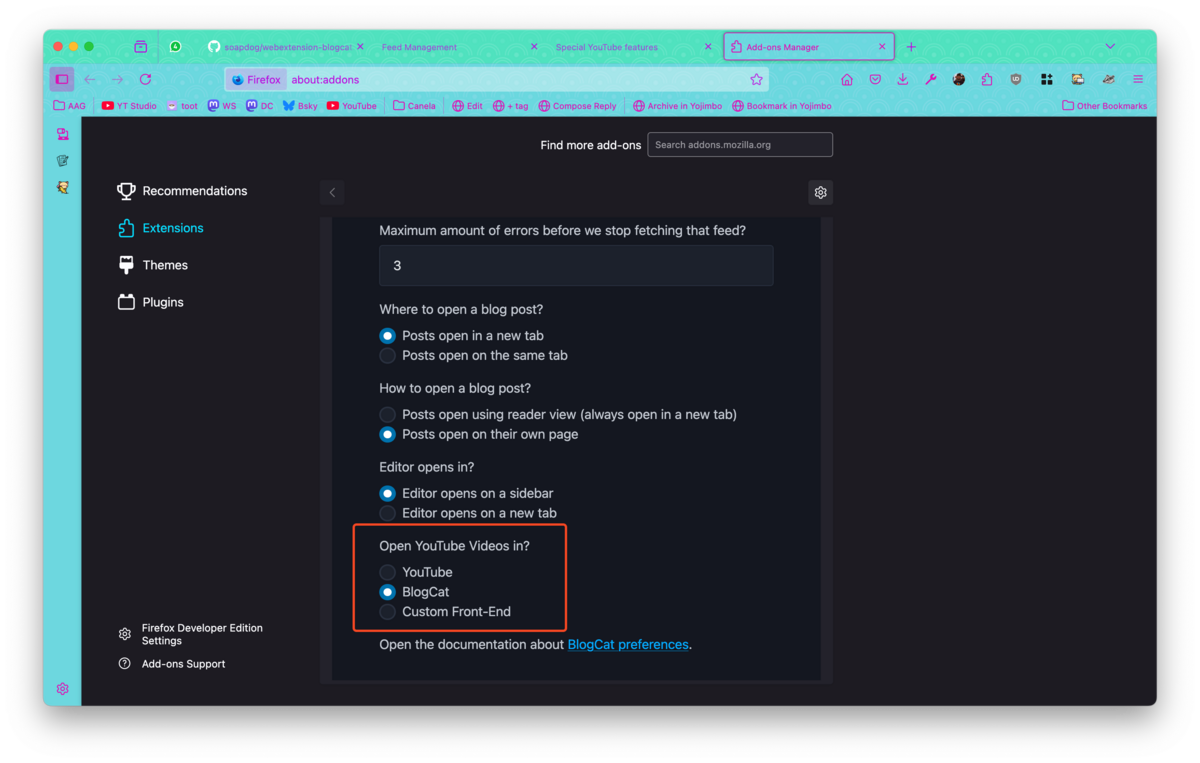 4
soapdog/webextension-blogcat
Feed Management
Special YouTube features
Add-ons Manager
Firefox
about:addons
AAG
YT Studio
toot
WS
DC
Bsky
YouTube
Canela
Edit
+ tag
Compose Reply
Archive in Yojimbo
Bookmark in Yojimbo
Other Bookmarks
Find more add-ons
Search addons.mozilla.org
Recommendations
Extensions
Themes
Plugins
Maximum amount of errors before we stop fetching that feed?
3
Where to open a blog post?
Posts open in a new tab
Posts open on the same tab
How to open a blog post?
Posts open using reader view (always open in a new tab)
Posts open on their own page
Editor opens in?
Editor opens on a sidebar
Editor opens on a new tab
Open YouTube Videos in?
YouTube
BlogCat
Custom Front-End
Open the documentation about BlogCat preferences.
Firefox Developer Edition
Settings
Add-ons Support